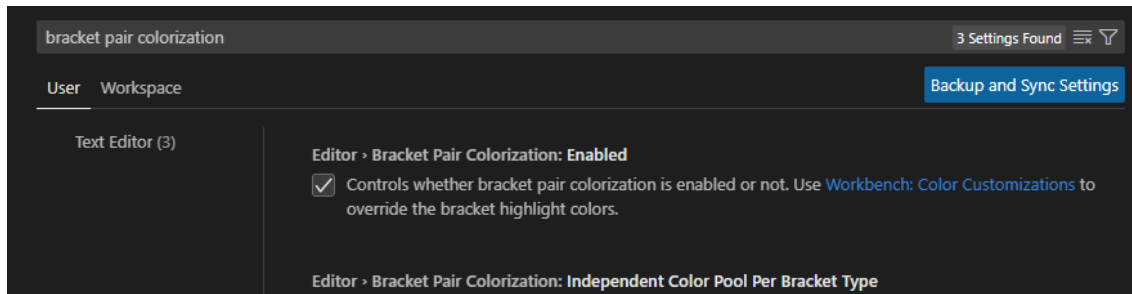 bracket pair colorization 3 Settings Found
User Workspace Backup and Sync Settings
Text Editor (3)
Editor › Bracket Pair Colorization: Enabled
Controls whether bracket pair colorization is enabled or not. Use Workbench: Color Customizations to
override the bracket highlight colors.
Editor › Bracket Pair Colorization: Independent Color Pool Per Bracket Type